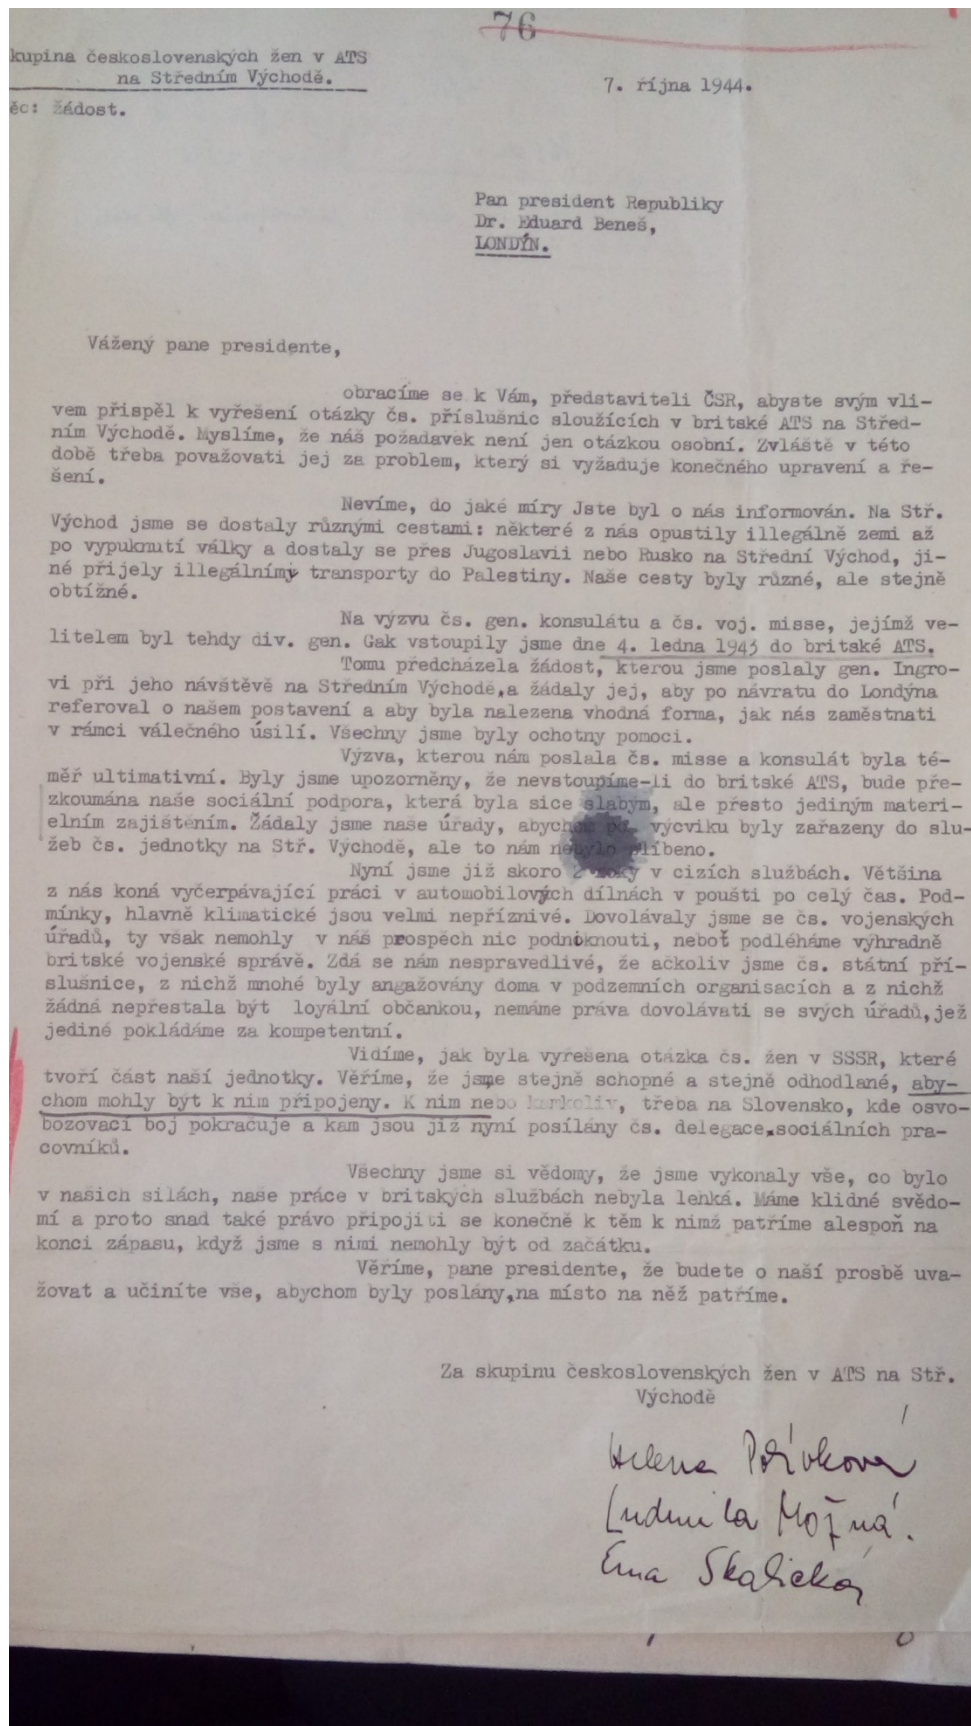 76
kupina československých žen v ATS
na Středním Východě.
7. října 1944.
ěc: žádost.
Pan president Republiky
Dr. Eduard Beneš,
LONDÝN.
Vážený pane presidente,
obracíme se k Vám, představiteli ČSR, abyste svým vli-
vem přispěl k vyřešení otázky čs. příslušnic sloužících v britské ATS na Střed-
ním Východě. Myslíme, že náš požadavek není jen otázkou osobní. Zvláště v této
době třeba považovati jej za problem, který si vyžaduje konečného upravení a ře-
šení.
Nevíme, do jaké míry Jste byl o nás informován. Na Stř.
Východ jsme se dostaly různými cestami: některé z nás opustily illegálně zemi až
po vypuknutí války a dostaly se přes Jugoslavii nebo Rusko na Střední Východ, ji-
né přijely illegálními transporty do Palestiny. Naše cesty byly různé, ale stejně
obtížné.
Na výzvu čs. gen. konsulátu a čs. voj. misse, jejímž ve-
litelem byl tehdy div. gen. Gak vstoupily jsme dne 4. ledna 1943 do britské ATS.
Tomu předcházela žádost, kterou jsme poslaly gen. Ingro-
vi při jeho návštěvě na Středním Východě,a žádaly jej, aby po návratu do Londýna
referoval o našem postavení a aby byla nalezena vhodná forma, jak nás zaměstnati
v rámci válečného úsilí. Všechny jsme byly ochotny pomoci.
Výzva, kterou nám poslala čs. misse a konsulát byla té-
měř ultimativní. Byly jsme upozorněny, že nevstoupíme-li do britské ATS, bude pře-
zkoumána naše sociální podpora, která byla sice slabým, ale přesto jediným materi-
elním zajištěním. Žádaly jsme naše úřady, abychom po výcviku byly zařazeny do slu-
žeb čs. jednotky na Stř. Východě, ale to nám nebylo slíbeno.
Nyní jsme již skoro 2 roky v cizích službách. Většina
z nás koná vyčerpávající práci v automobilových dílnách v poušti po celý čas. Pod-
mínky, hlavně klimatické jsou velmi nepříznivé. Dovolávaly jsme se čs. vojenských
úřadů, ty však nemohly v náš prospěch nic podniknouti, neboť podléháme výhradně
britské vojenské správě. Zdá se nám nespravedlivé, že ačkoliv jsme čs. státní pří-
slušnice, z nichž mnohé byly angažovány doma v podzemních organisacích a z nichž
žádná nepřestala být loyální občankou, nemáme práva dovolávati se svých úřadů,jež
jediné pokládáme za kompetentní.
Vidíme, jak byla vyřešena otázka čs. žen v SSSR, které
tvoří část naší jednotky. Věříme, že jsme stejně schopné a stejně odhodlané, aby-
chom mohly být k nim připojeny. K nim nebo kamkoliv, třeba na Slovensko, kde osvo-
bozovací boj pokračuje a kam jsou již nyní posílány čs. delegace sociálních pra-
covníků.
Všechny jsme si vědomy, že jsme vykonaly vše, co bylo
v našich silách, naše práce v britských službách nebyla lehká. Máme klidné svědo-
mí a proto snad také právo připojiti se konečně k těm k nimž patříme alespoň na
konci zápasu, když jsme s nimi nemohly být od začátku.
Věříme, pane presidente, že budete o naší prosbě uva-
žovat a učiníte vše, abychom byly poslány,na místo na něž patříme.
Za skupinu československých žen v ATS na Stř.
Východě
Helena
Ludmila Možná.
Ema Skalická